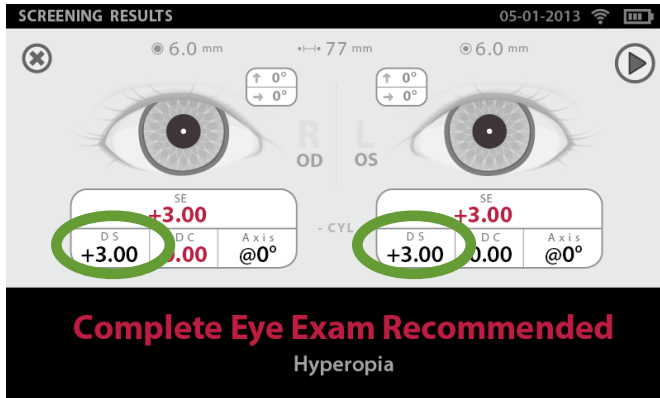 SCREENING RESULTS 05-01-2013
6.0 mm 77 mm 6.0 mm
↑ 0° ↑ 0°
→ 0° → 0°
R L
OD OS
SE SE
+3.00 +3.00
- CYL
DS DC Axis DS DC Axis
+3.00 @0° +3.00 0.00 @0°
Complete Eye Exam Recommended
Hyperopia